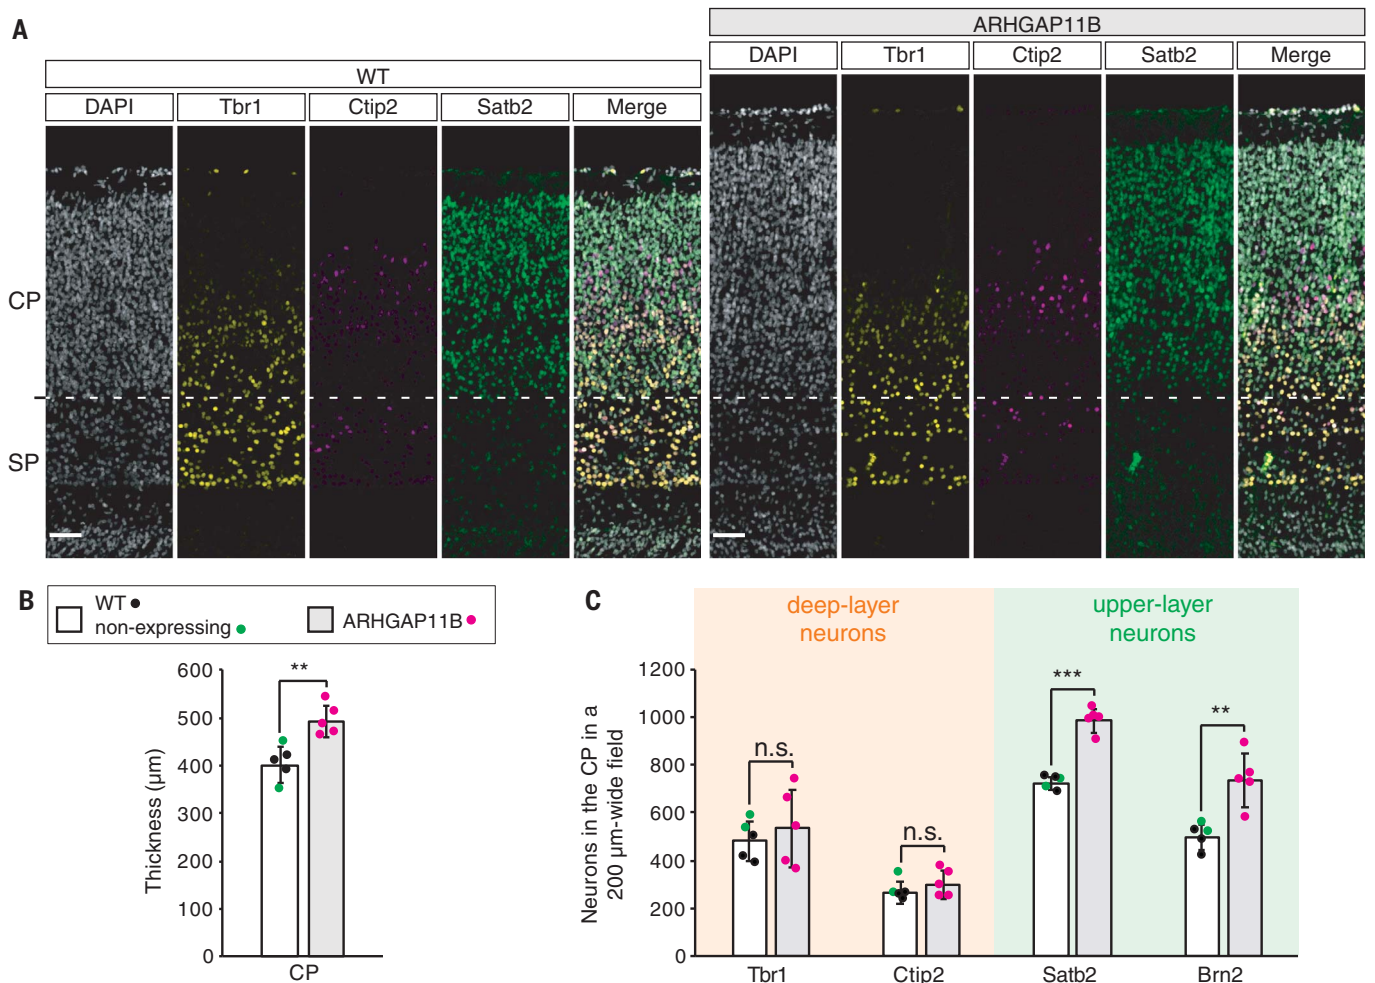 A
WT
DAPI Tbr1 Ctip2 Satb2 Merge
ARHGAP11B
DAPI Tbr1 Ctip2 Satb2 Merge
CP
SP
B
WT
non-expressing
ARHGAP11B
**
Thickness (µm)
600
500
400
300
200
100
0
CP
C
deep-layer
neurons
upper-layer
neurons
Neurons in the CP in a
200 µm-wide field
1200
1000
800
600
400
200
0
n.s.
n.s.
***
**
Tbr1 Ctip2 Satb2 Brn2